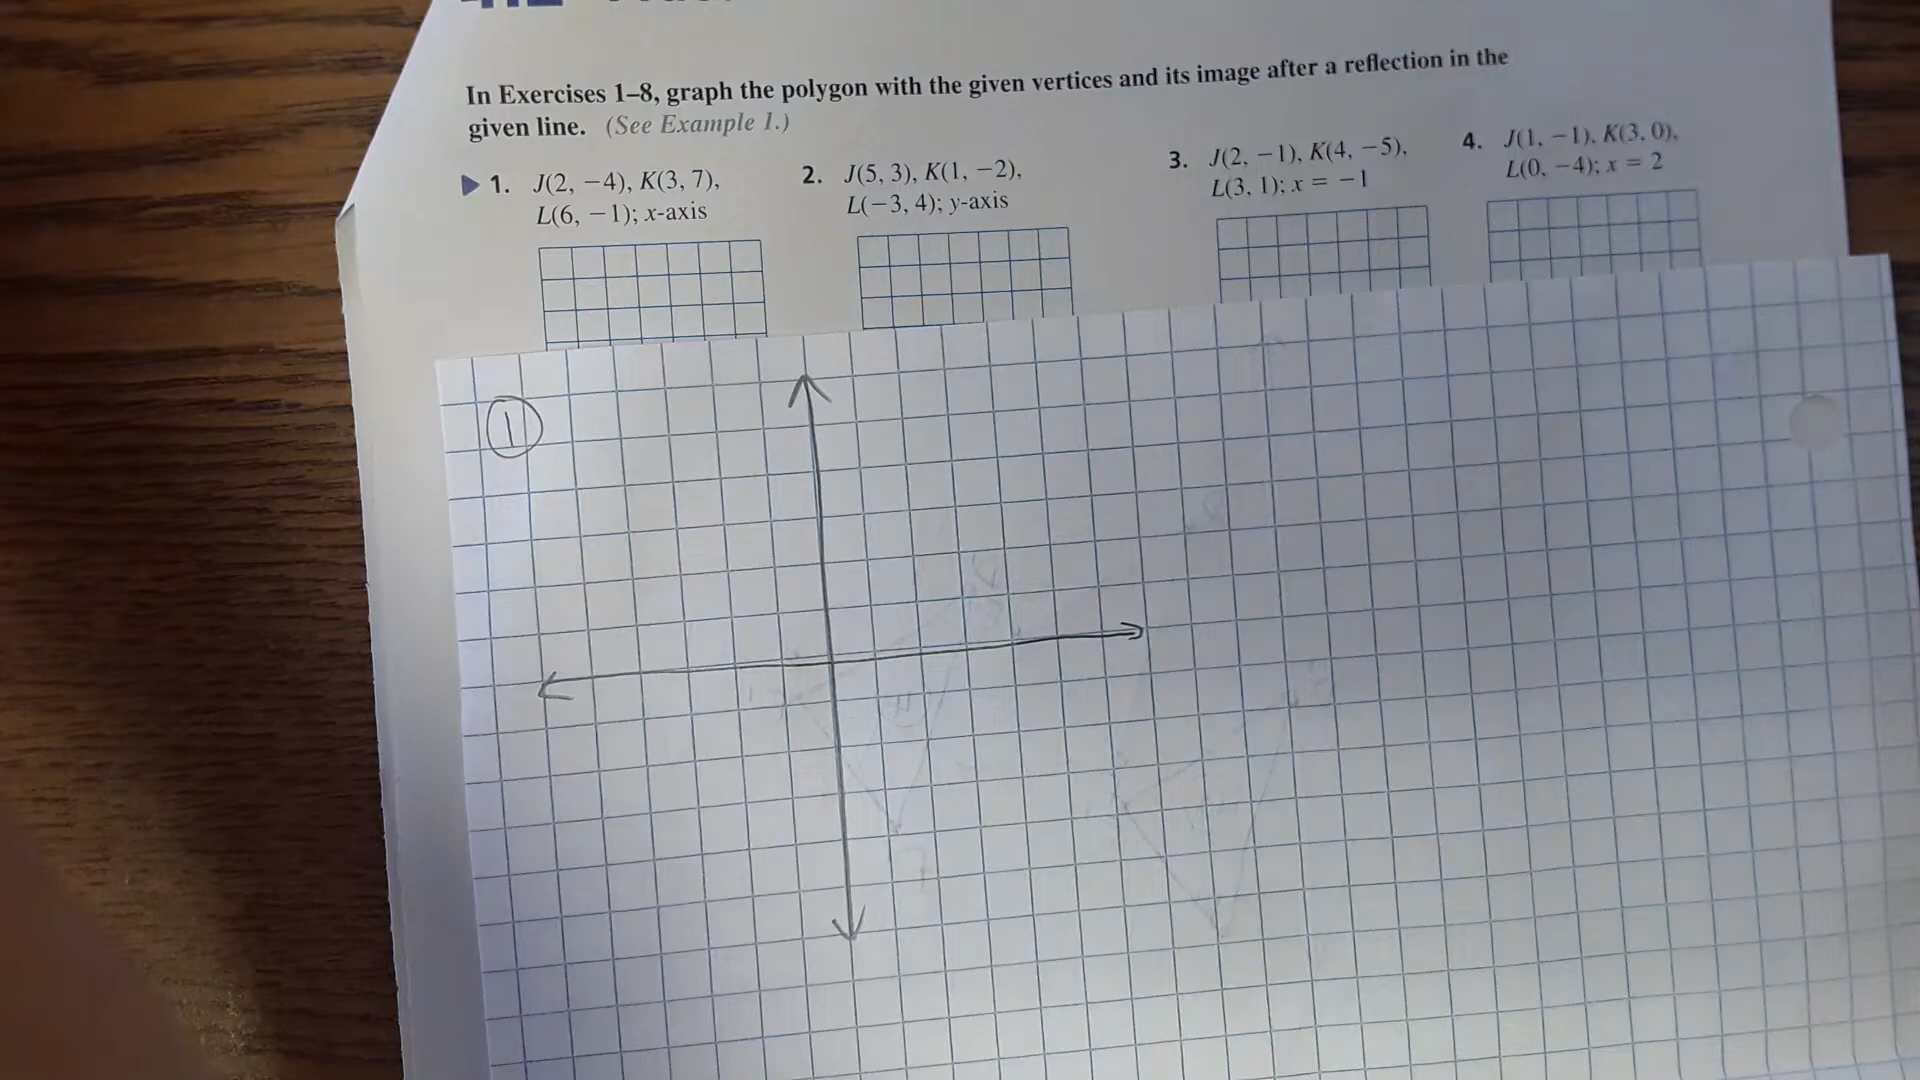 In Exercises 1–8, graph the polygon with the given vertices and its image after a reflection in the
given line. (See Example 1.)
1. J(2, −4), K(3, 7),
L(6, −1); x-axis
2. J(5, 3), K(1, −2),
L(−3, 4); y-axis
3. J(2, −1), K(4, −5),
L(3, 1); x = −1
4. J(1, −1), K(3, 0),
L(0, −4); x = 2
1